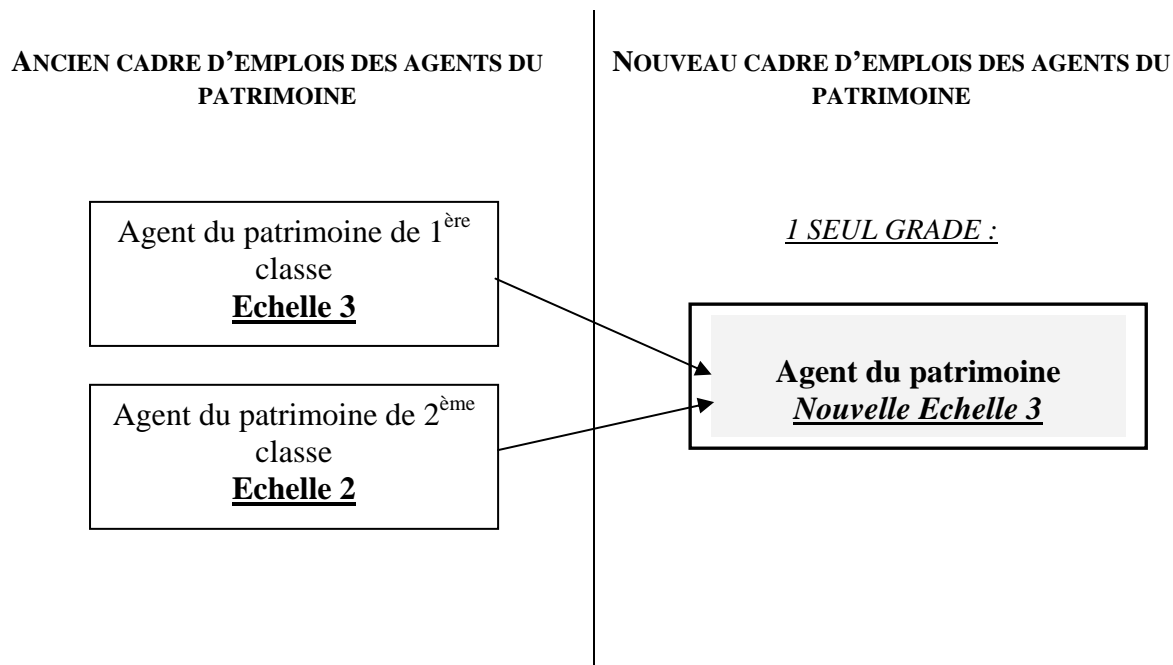 ANCIEN CADRE D’EMPLOIS DES AGENTS DU
PATRIMOINE
Agent du patrimoine de 1ère
classe
Echelle 3
Agent du patrimoine de 2ème
classe
Echelle 2
NOUVEAU CADRE D’EMPLOIS DES AGENTS DU
PATRIMOINE
1 SEUL GRADE :
Agent du patrimoine
Nouvelle Echelle 3